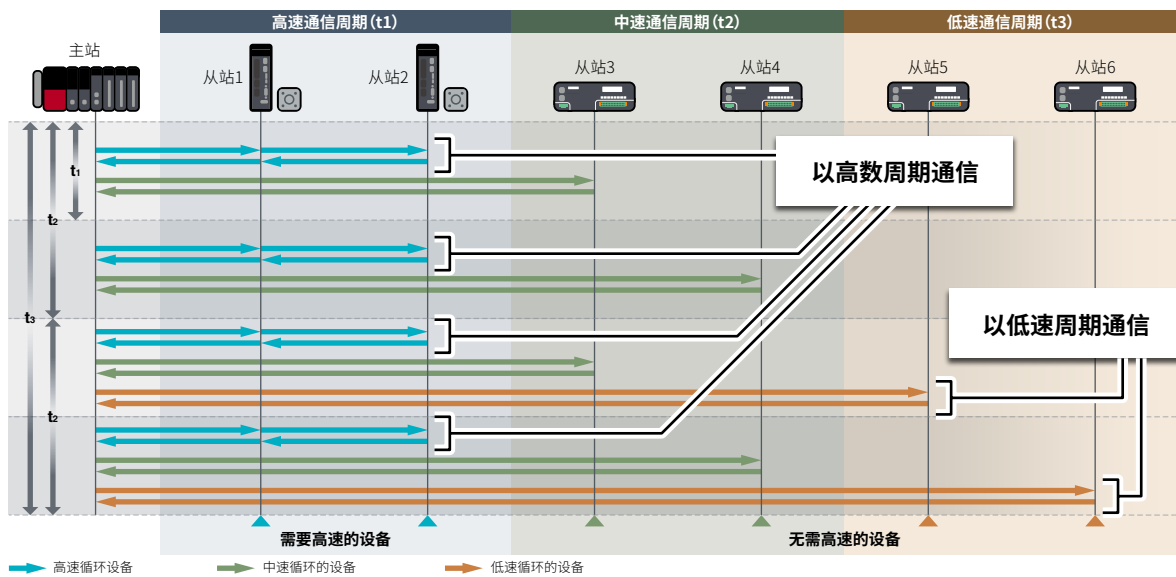 高速通信周期(t1)
中速通信周期(t2)
低速通信周期(t3)
主站
从站1
从站2
从站3
从站4
从站5
从站6
t1
以高数周期通信
t2
t3
以低速周期通信
t2
需要高速的设备
无需高速的设备
高速循环设备
中速循环的设备
低速循环的设备